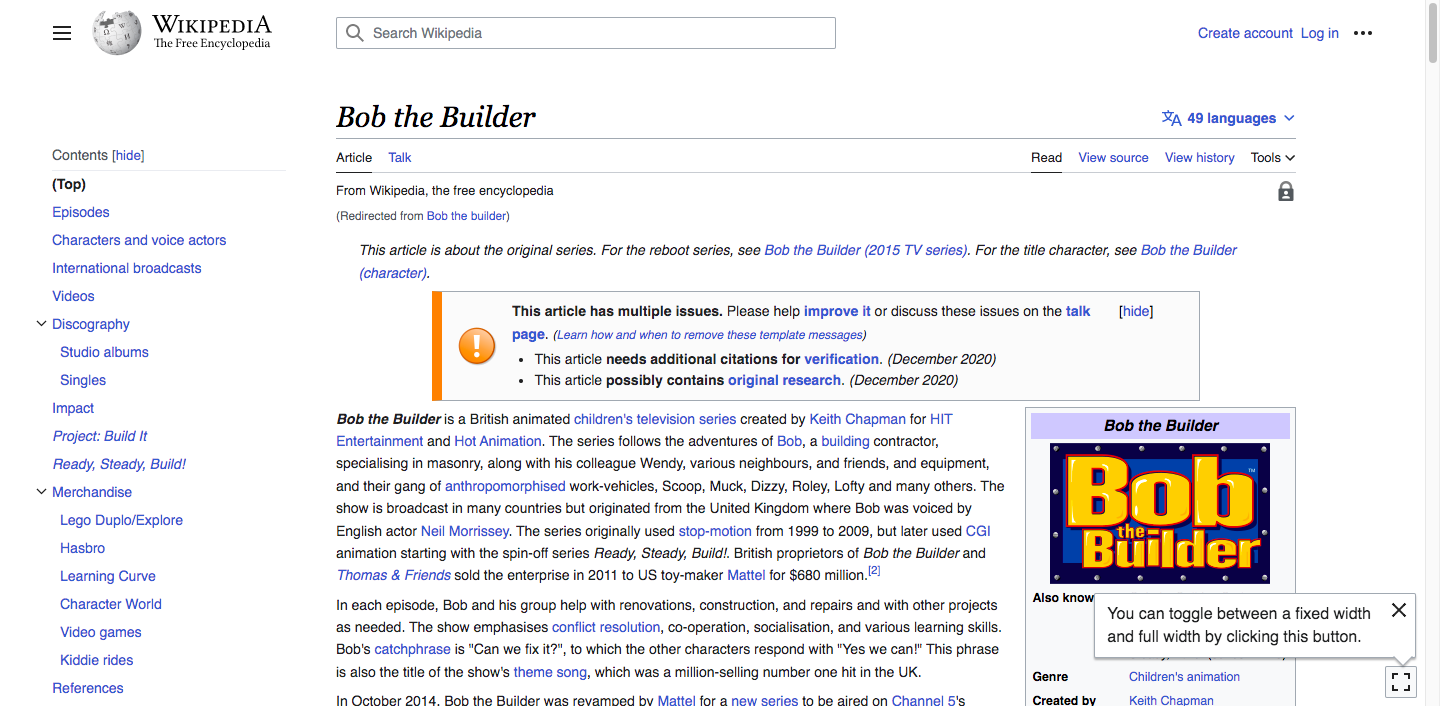 WIKIPEDIA
The Free Encyclopedia
Search Wikipedia
Create account Log in
Bob the Builder
49 languages
Contents [hide]
(Top)
Episodes
Characters and voice actors
International broadcasts
Videos
Discography
Studio albums
Singles
Impact
Project: Build It
Ready, Steady, Build!
Merchandise
Lego Duplo/Explore
Hasbro
Learning Curve
Character World
Video games
Kiddie rides
References
Article Talk
Read View source View history Tools
From Wikipedia, the free encyclopedia
(Redirected from Bob the builder)
This article is about the original series. For the reboot series, see Bob the Builder (2015 TV series). For the title character, see Bob the Builder
(character).
This article has multiple issues. Please help improve it or discuss these issues on the talk [hide]
page. (Learn how and when to remove these template messages)
• This article needs additional citations for verification. (December 2020)
• This article possibly contains original research. (December 2020)
Bob the Builder is a British animated children's television series created by Keith Chapman for HIT
Entertainment and Hot Animation. The series follows the adventures of Bob, a building contractor,
specialising in masonry, along with his colleague Wendy, various neighbours, and friends, and equipment,
and their gang of anthropomorphised work-vehicles, Scoop, Muck, Dizzy, Roley, Lofty and many others. The
show is broadcast in many countries but originated from the United Kingdom where Bob was voiced by
English actor Neil Morrissey. The series originally used stop-motion from 1999 to 2009, but later used CGI
animation starting with the spin-off series Ready, Steady, Build!. British proprietors of Bob the Builder and
Thomas & Friends sold the enterprise in 2011 to US toy-maker Mattel for $680 million.[2]
In each episode, Bob and his group help with renovations, construction, and repairs and with other projects
as needed. The show emphasises conflict resolution, co-operation, socialisation, and various learning skills.
Bob's catchphrase is "Can we fix it?", to which the other characters respond with "Yes we can!" This phrase
is also the title of the show's theme song, which was a million-selling number one hit in the UK.
In October 2014, Bob the Builder was revamped by Mattel for a new series to be aired on Channel 5's
Bob the Builder
Bob
the
Builder
TM
Also know
You can toggle between a fixed width
and full width by clicking this button.
Genre Children's animation
Created by Keith Chapman